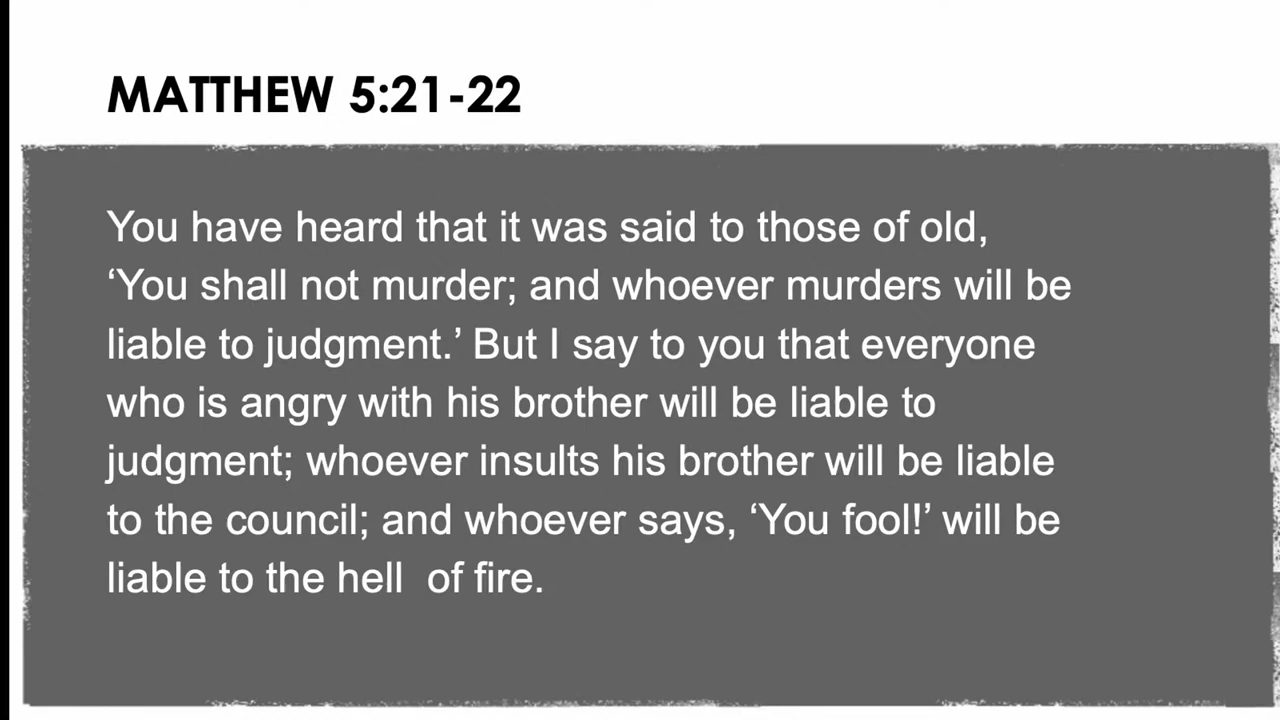 MATTHEW 5:21-22
You have heard that it was said to those of old,
‘You shall not murder; and whoever murders will be
liable to judgment.’ But I say to you that everyone
who is angry with his brother will be liable to
judgment; whoever insults his brother will be liable
to the council; and whoever says, ‘You fool!’ will be
liable to the hell  of fire.